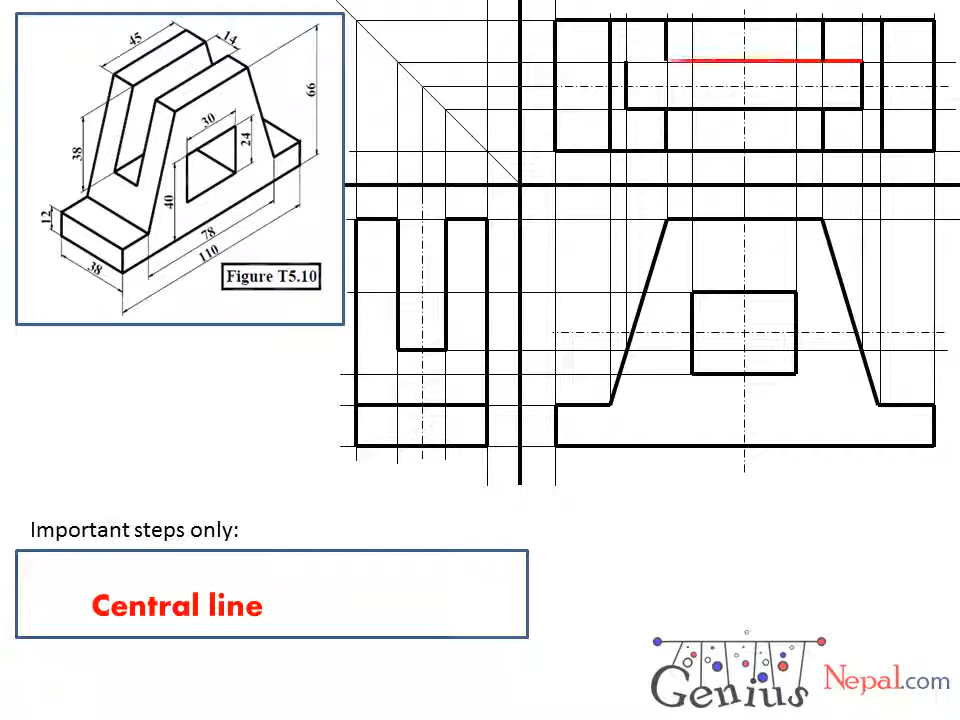 45
14
66
30
24
38
40
12
78
110
38
Figure T5.10
Important steps only:
Central line
Genius Nepal.com